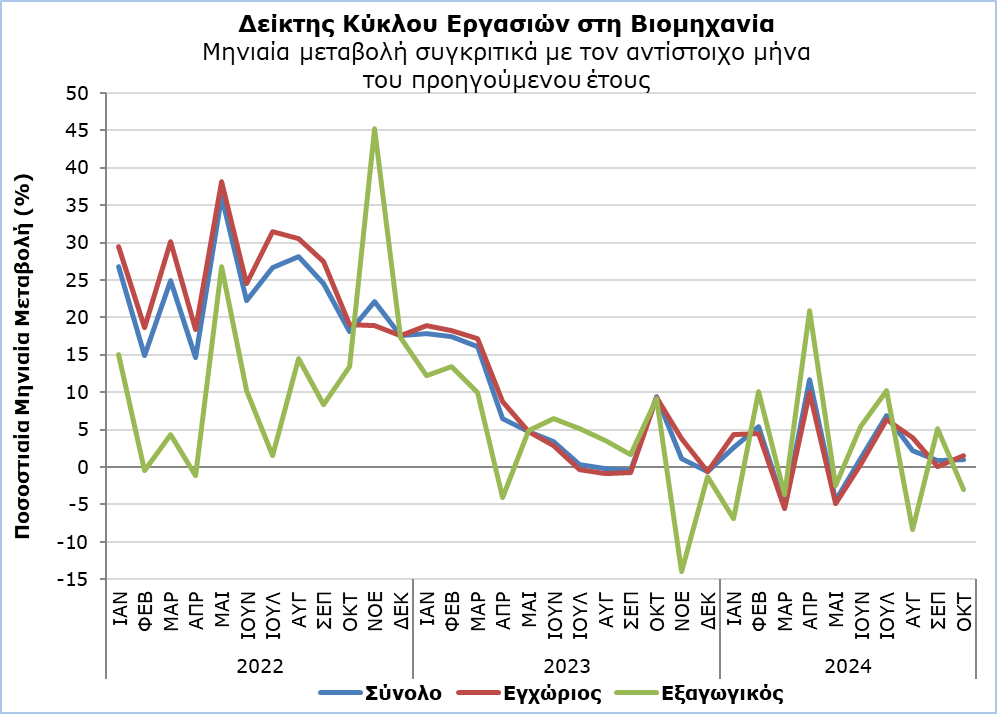 Δείκτης Κύκλου Εργασιών στη Βιομηχανία
Μηνιαία μεταβολή συγκριτικά με τον αντίστοιχο μήνα
του προηγούμενου έτους
Ποσοστιαία Μηνιαία Μεταβολή (%)
50
45
40
35
30
25
20
15
10
5
0
-5
-10
-15
ΙΑΝ ΦΕΒ ΜΑΡ ΑΠΡ ΜΑΙ ΙΟΥΝ ΙΟΥΛ ΑΥΓ ΣΕΠ ΟΚΤ ΝΟΕ ΔΕΚ ΙΑΝ ΦΕΒ ΜΑΡ ΑΠΡ ΜΑΙ ΙΟΥΝ ΙΟΥΛ ΑΥΓ ΣΕΠ ΟΚΤ ΝΟΕ ΔΕΚ ΙΑΝ ΦΕΒ ΜΑΡ ΑΠΡ ΜΑΙ ΙΟΥΝ ΙΟΥΛ ΑΥΓ ΣΕΠ ΟΚΤ
2022 2023 2024
Σύνολο Εγχώριος Εξαγωγικός